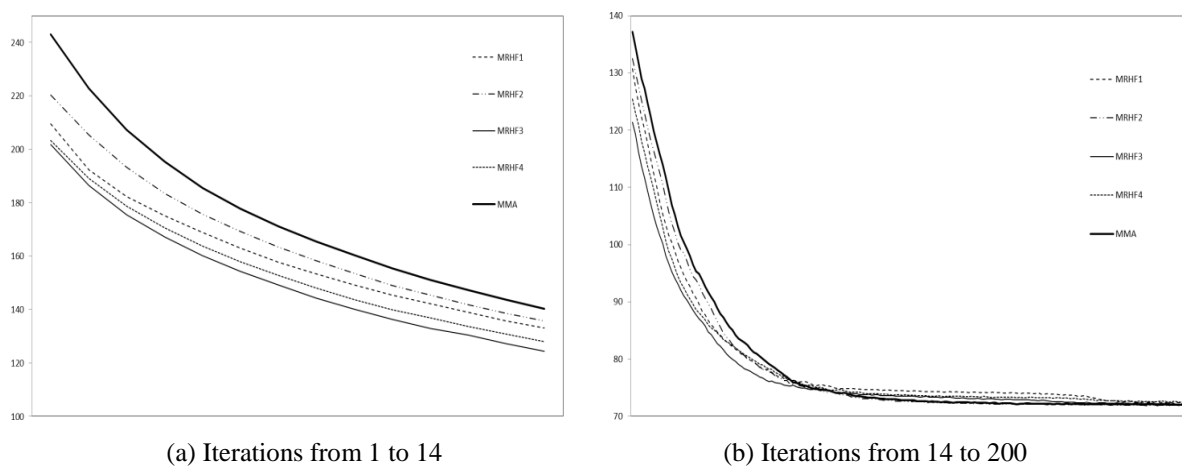 240
220
200
180
160
140
120
100
MRHF1
MRHF2
MRHF3
MRHF4
MMA
140
130
120
110
100
90
80
70
MRHF1
MRHF2
MRHF3
MRHF4
MMA
(a) Iterations from 1 to 14
(b) Iterations from 14 to 200